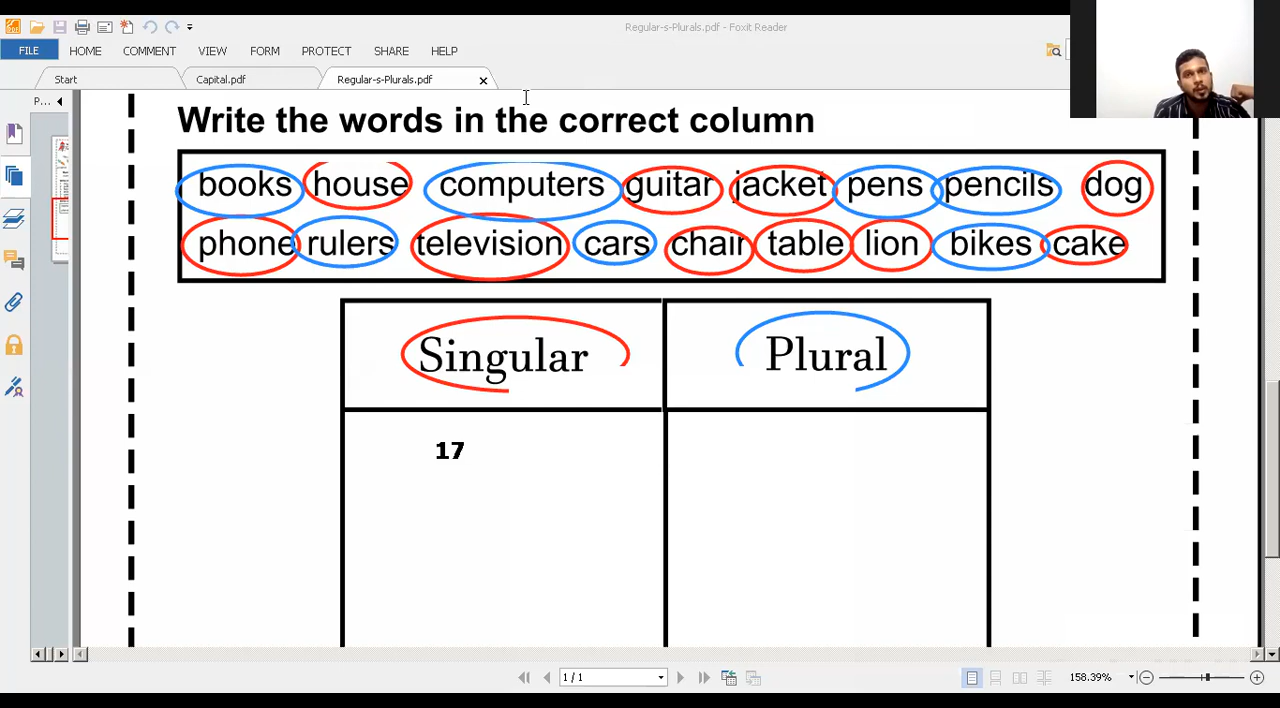 Regular-s-Plurals.pdf - Foxit Reader
FILE HOME COMMENT VIEW FORM PROTECT SHARE HELP
Start Capital.pdf Regular-s-Plurals.pdf
P...
Write the words in the correct column
books house computers guitar jacket pens pencils dog
phone rulers television cars chair table lion bikes cake
Singular Plural
17
1 / 1 158.39%